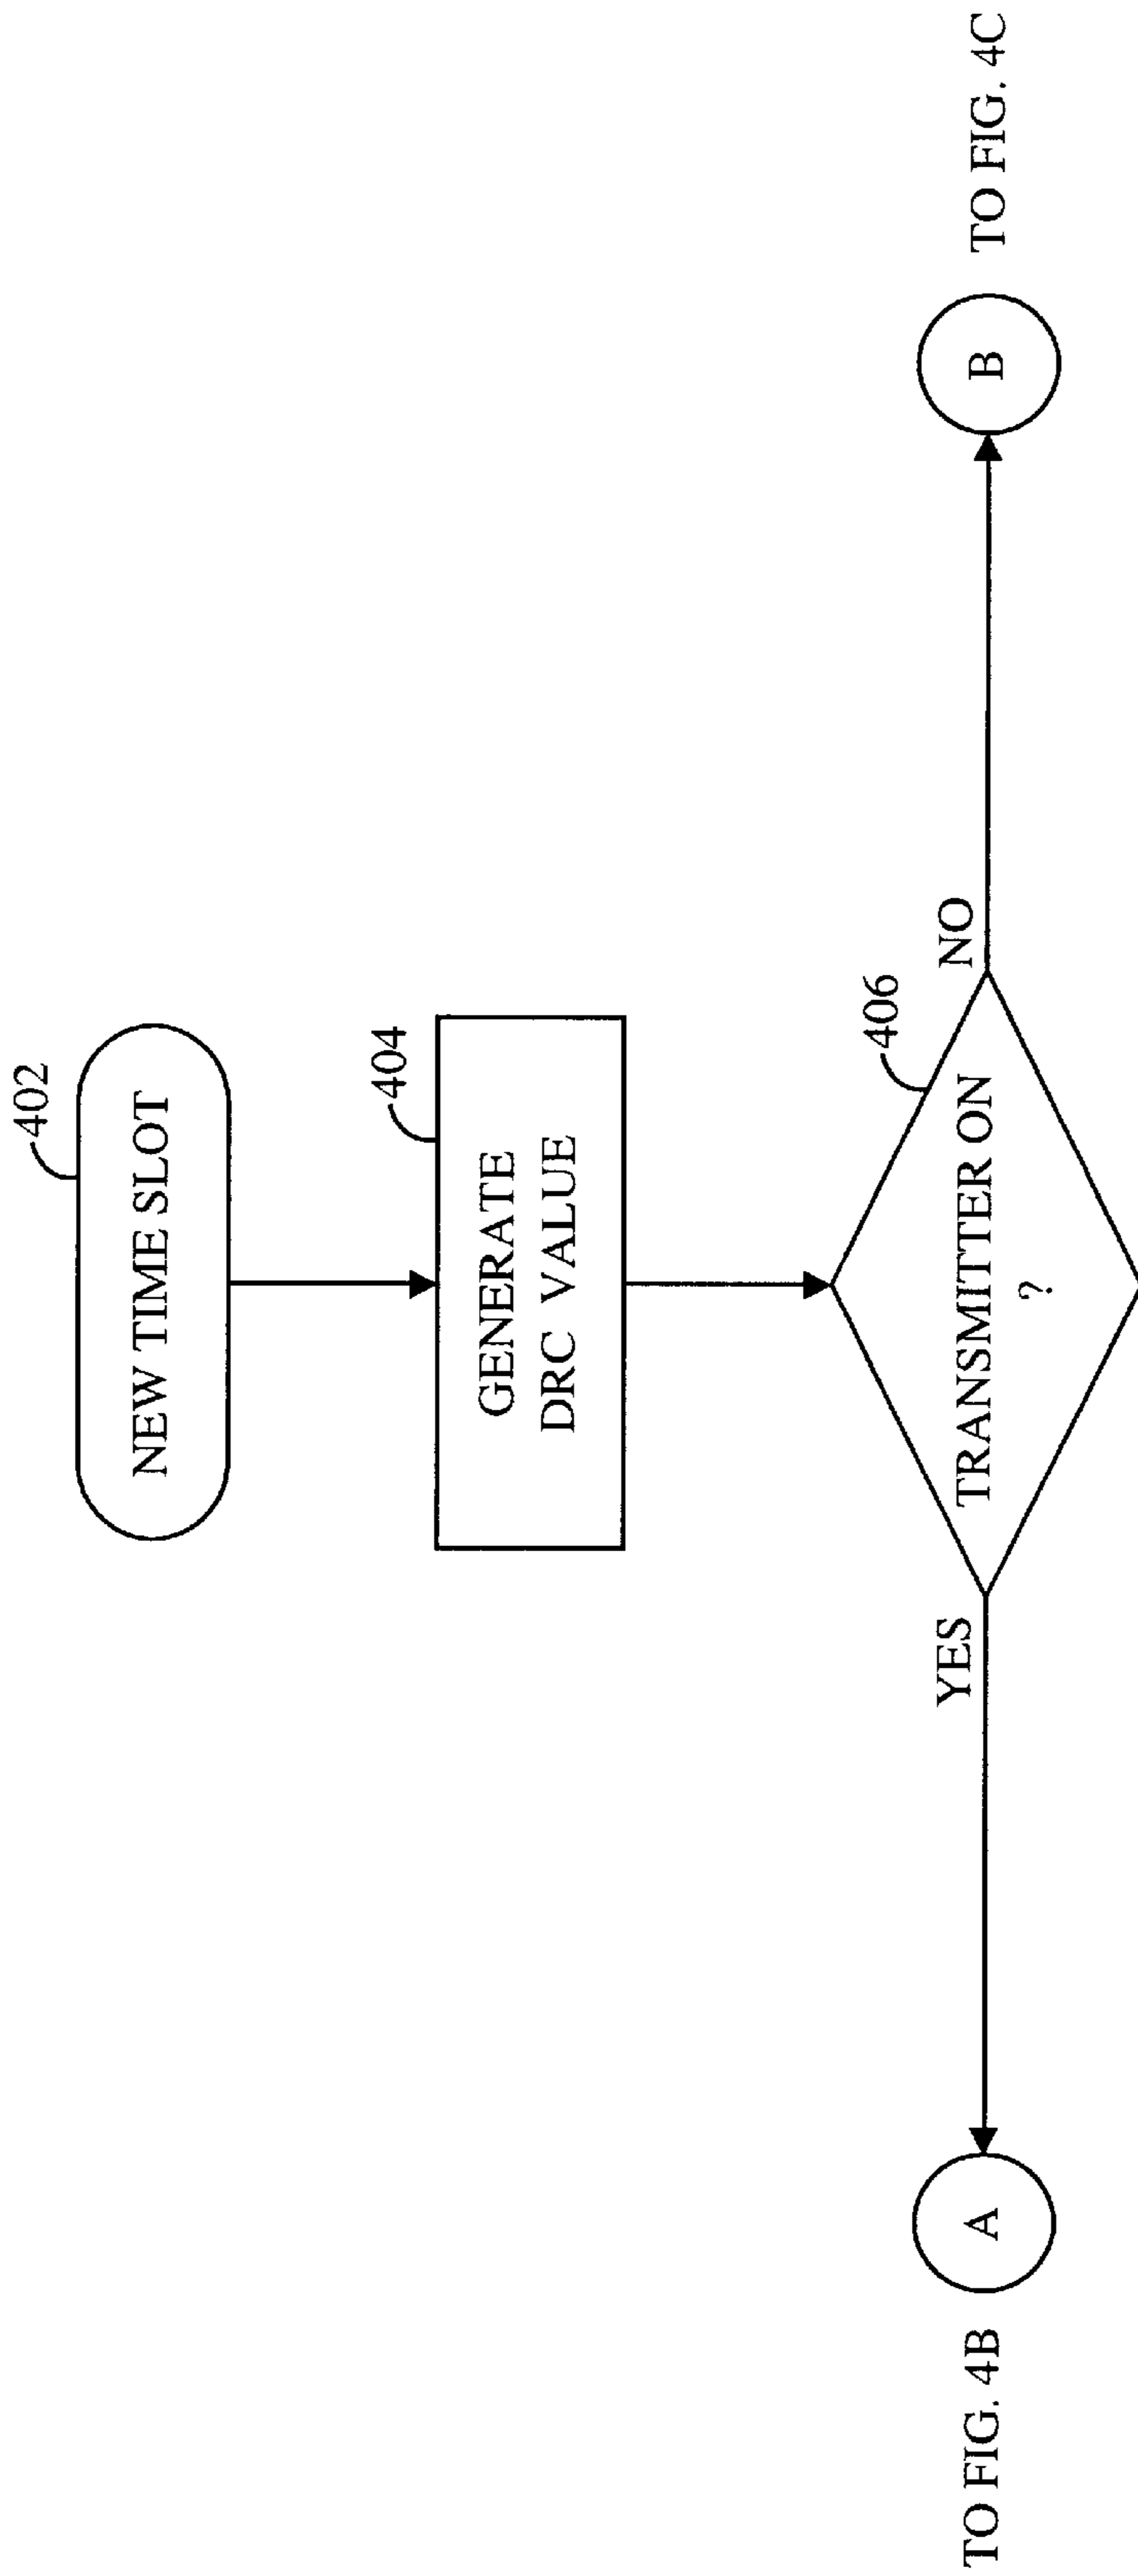 402
NEW TIME SLOT
404
GENERATE
DRC VALUE
406
TRANSMITTER ON
?
YES
NO
A
B
TO FIG. 4B
TO FIG. 4C